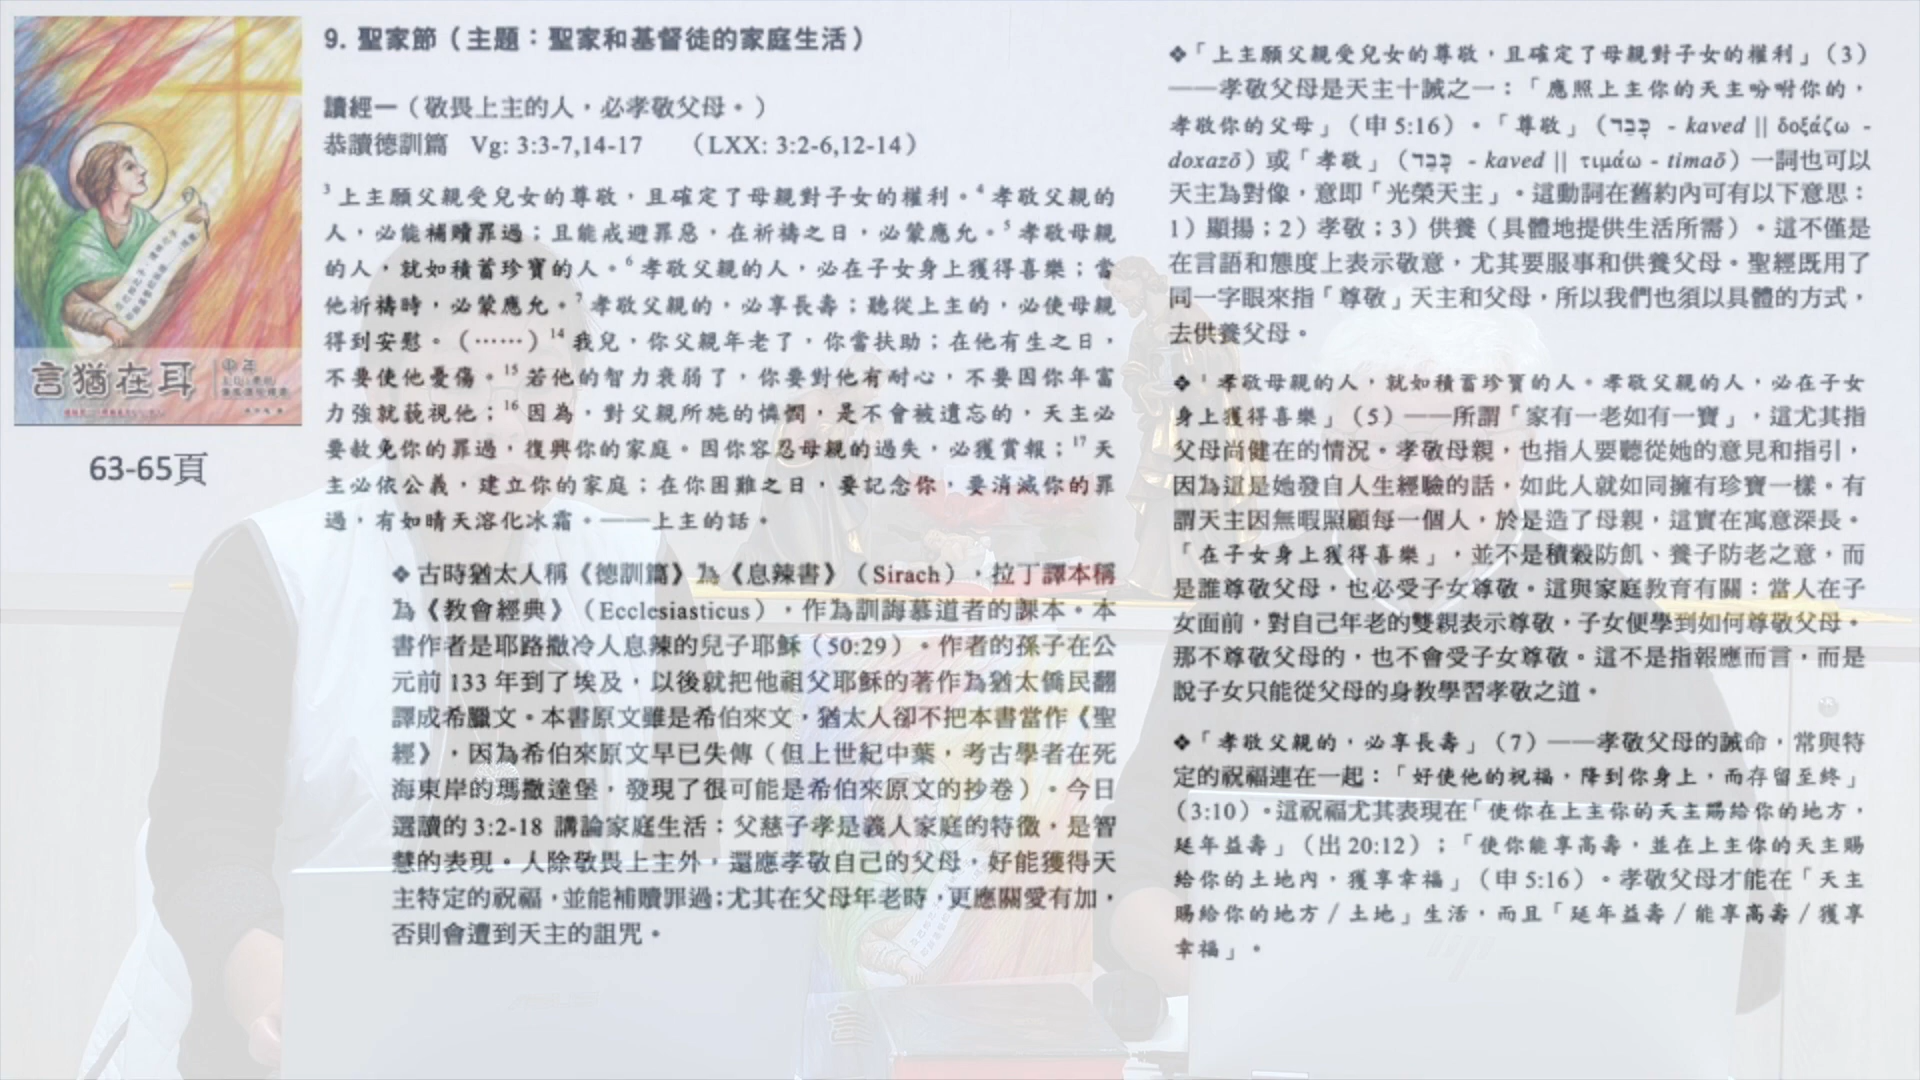 言猶在耳
甲年
63-65頁
9. 聖家節（主題：聖家和基督徒的家庭生活）
讀經一（敬畏上主的人，必孝敬父母。）
恭讀德訓篇 Vg: 3:3-7,14-17 （LXX: 3:2-6,12-14）
3 上主願父親受兒女的尊敬，且確定了母親對子女的權利。4 孝敬父親的
人，必能補贖罪過；且能戒避罪惡，在祈禱之日，必蒙應允。5 孝敬母親
的人，就如積蓄珍寶的人。6 孝敬父親的人，必在子女身上獲得喜樂；當
他祈禱時，必蒙應允。7 孝敬父親的，必享長壽；聽從上主的，必使母親
得到安慰。（……）14 我兒，你父親年老了，你當扶助；在他有生之日，
不要使他憂傷。15 若他的智力衰弱了，你要對他有耐心，不要因你年富
力強就藐視他；16 因為，對父親所施的憐憫，是不會被遺忘的，天主必
要赦免你的罪過，復興你的家庭。因你容忍母親的過失，必獲賞報；17 天
主必依公義，建立你的家庭；在你困難之日，要記念你，要消滅你的罪
過，有如晴天溶化冰霜。——上主的話。
❖ 古時猶太人稱《德訓篇》為《息辣書》（Sirach），拉丁譯本稱
為《教會經典》（Ecclesiasticus），作為訓誨慕道者的課本。本
書作者是耶路撒冷人息辣的兒子耶穌（50:29）。作者的孫子在公
元前 133 年到了埃及，以後就把他祖父耶穌的著作為猶太僑民翻
譯成希臘文。本書原文雖是希伯來文，猶太人卻不把本書當作《聖
經》，因為希伯來原文早已失傳（但上世紀中葉，考古學者在死
海東岸的瑪撒達堡，發現了很可能是希伯來原文的抄卷）。今日
選讀的 3:2-18 講論家庭生活：父慈子孝是義人家庭的特徵，是智
慧的表現。人除敬畏上主外，還應孝敬自己的父母，好能獲得天
主特定的祝福，並能補贖罪過；尤其在父母年老時，更應關愛有加，
否則會遭到天主的詛咒。
❖「上主願父親受兒女的尊敬，且確定了母親對子女的權利」（3）
——孝敬父母是天主十誡之一：「應照上主你的天主吩咐你的，
孝敬你的父母」（申 5:16）。「尊敬」（כָּבֵד - kaved || δοξάζω -
doxazō）或「孝敬」（כָּבֵד - kaved || τιμάω - timaō）一詞也可以
天主為對像，意即「光榮天主」。這動詞在舊約內可有以下意思：
1）顯揚；2）孝敬；3）供養（具體地提供生活所需）。這不僅是
在言語和態度上表示敬意，尤其要服事和供養父母。聖經既用了
同一字眼來指「尊敬」天主和父母，所以我們也須以具體的方式，
去供養父母。
❖「孝敬母親的人，就如積蓄珍寶的人。孝敬父親的人，必在子女
身上獲得喜樂」（5）——所謂「家有一老如有一寶」，這尤其指
父母尚健在的情況。孝敬母親，也指人要聽從她的意見和指引，
因為這是她發自人生經驗的話，如此人就如同擁有珍寶一樣。有
謂天主因無暇照顧每一個人，於是造了母親，這實在寓意深長。
「在子女身上獲得喜樂」，並不是積穀防飢、養子防老之意，而
是誰尊敬父母，也必受子女尊敬。這與家庭教育有關：當人在子
女面前，對自己年老的雙親表示尊敬，子女便學到如何尊敬父母。
那不尊敬父母的，也不會受子女尊敬。這不是指報應而言，而是
說子女只能從父母的身教學習孝敬之道。
❖「孝敬父親的，必享長壽」（7）——孝敬父母的誡命，常與特
定的祝福連在一起：「好使他的祝福，降到你身上，而存留至終」
（3:10）。這祝福尤其表現在「使你在上主你的天主賜給你的地方，
延年益壽」（出 20:12）；「使你能享高壽，並在上主你的天主賜
給你的土地內，獲享幸福」（申 5:16）。孝敬父母才能在「天主
賜給你的地方／土地」生活，而且「延年益壽／能享高壽／獲享
幸福」。